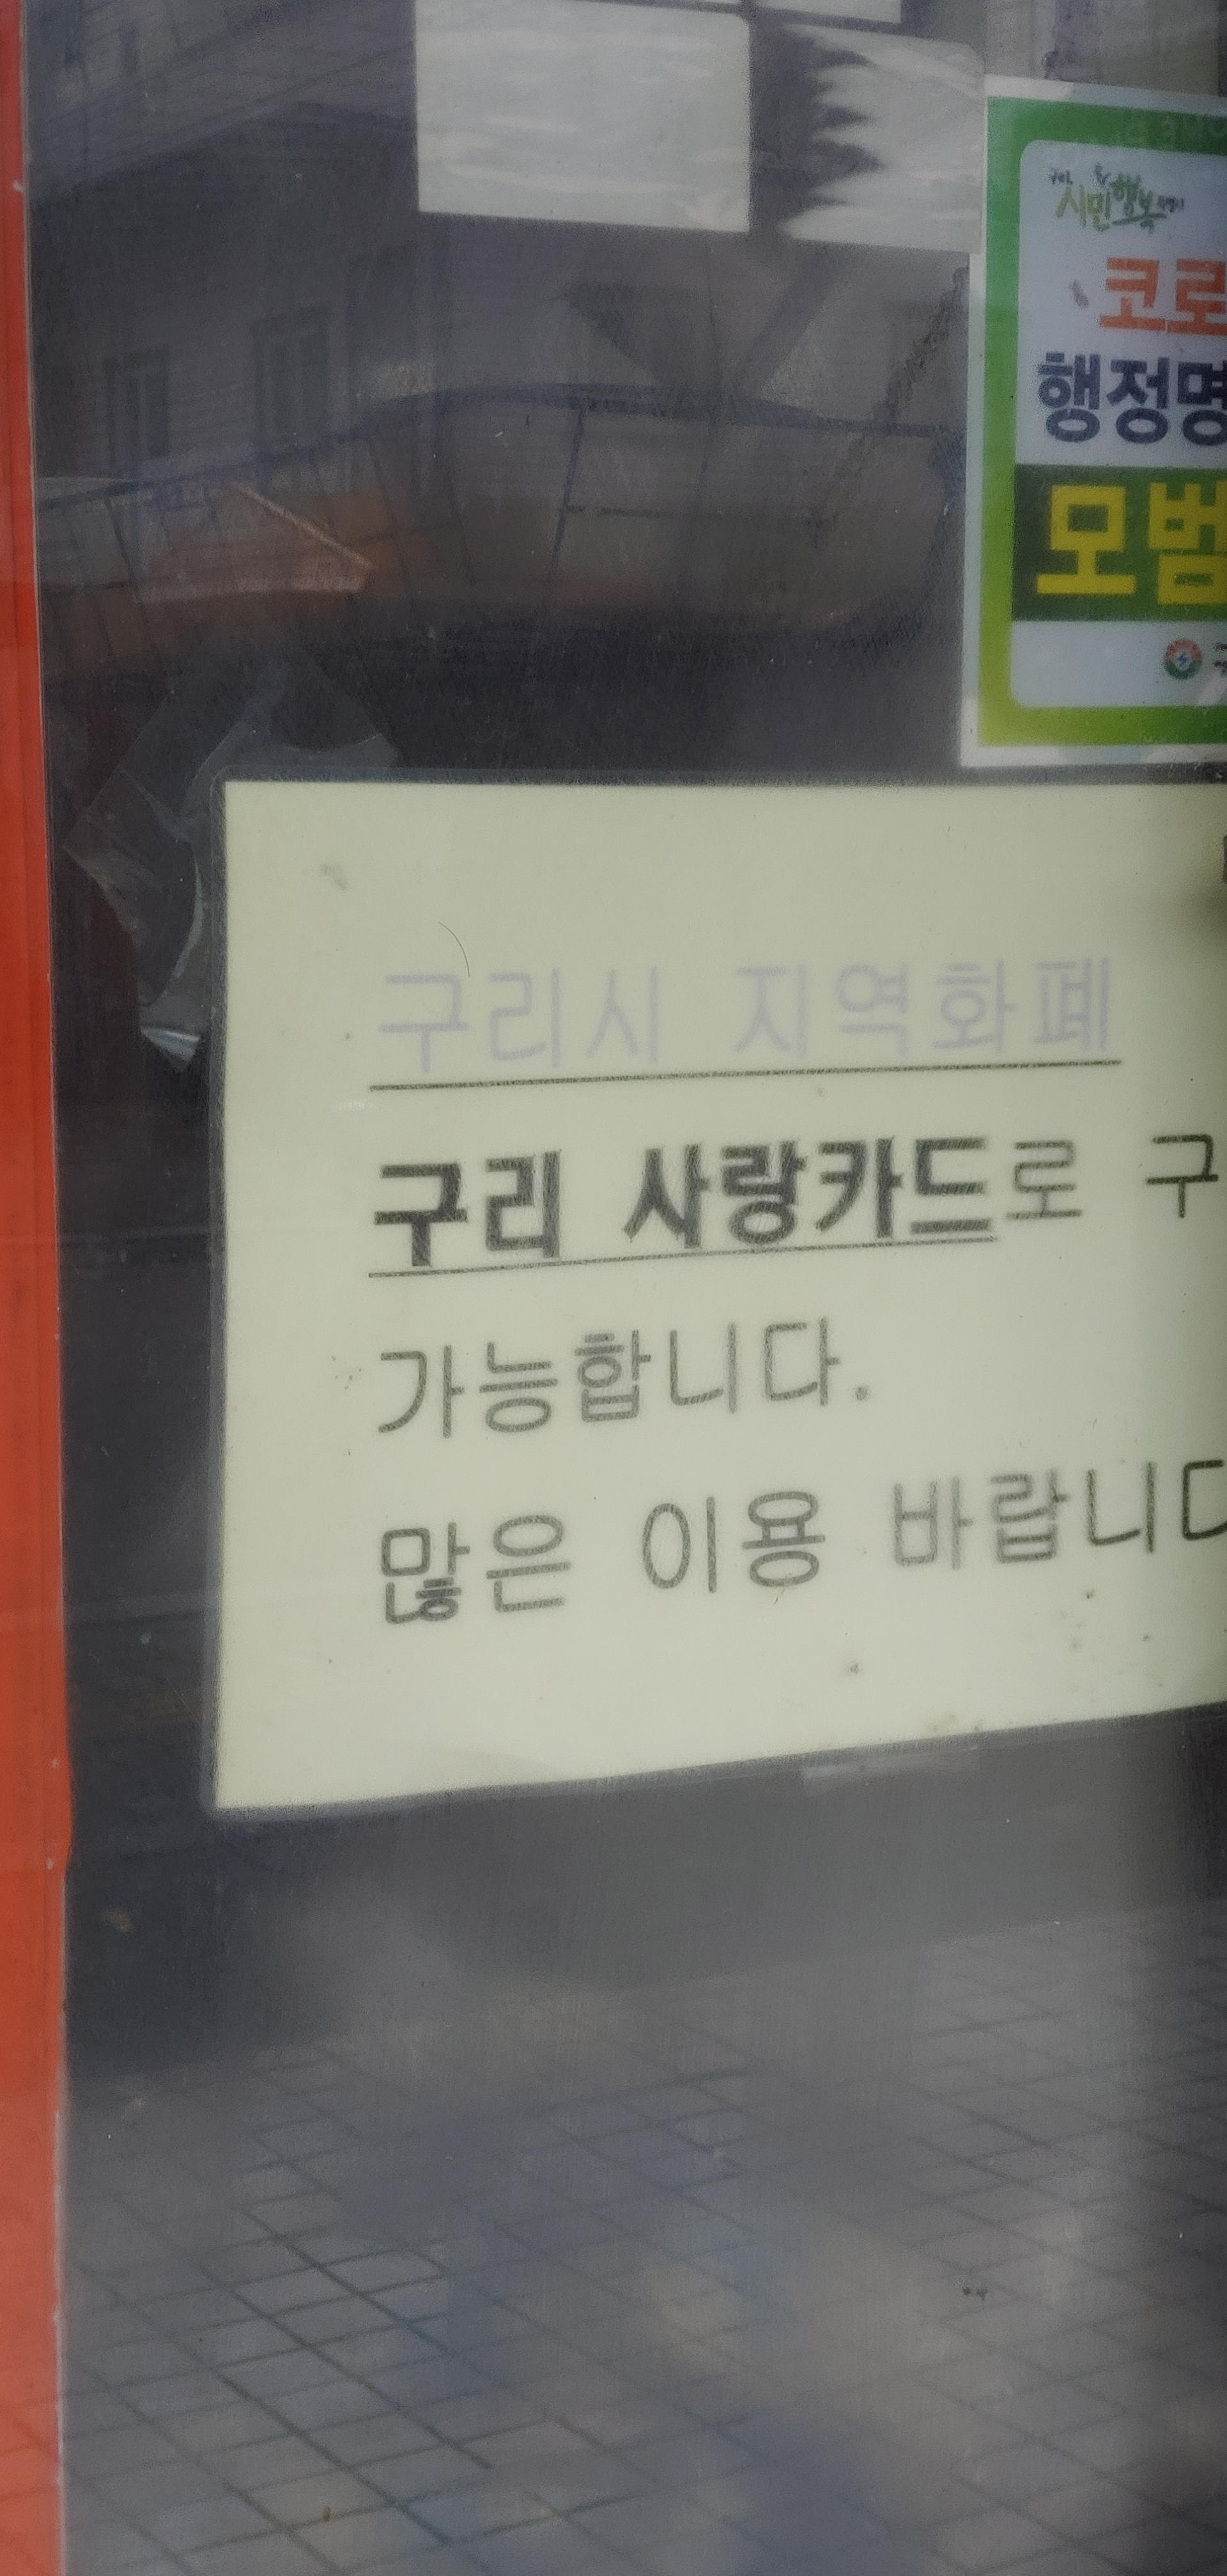 시민행복
코로
행정명
모범
구리시 지역화폐
구리 사랑카드로 구
가능합니다.
많은 이용 바랍니다